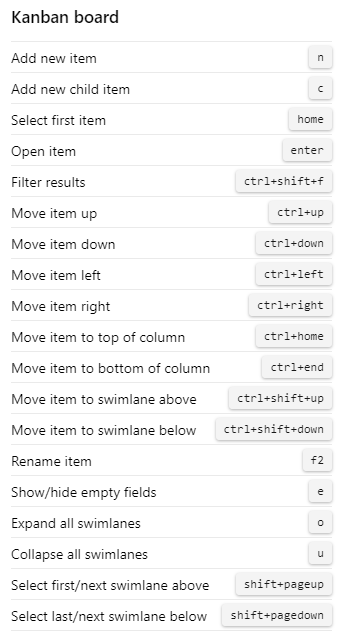 Kanban board
Add new item n
Add new child item c
Select first item home
Open item enter
Filter results ctrl+shift+f
Move item up ctrl+up
Move item down ctrl+down
Move item left ctrl+left
Move item right ctrl+right
Move item to top of column ctrl+home
Move item to bottom of column ctrl+end
Move item to swimlane above ctrl+shift+up
Move item to swimlane below ctrl+shift+down
Rename item f2
Show/hide empty fields e
Expand all swimlanes o
Collapse all swimlanes u
Select first/next swimlane above shift+pageup
Select last/next swimlane below shift+pagedown